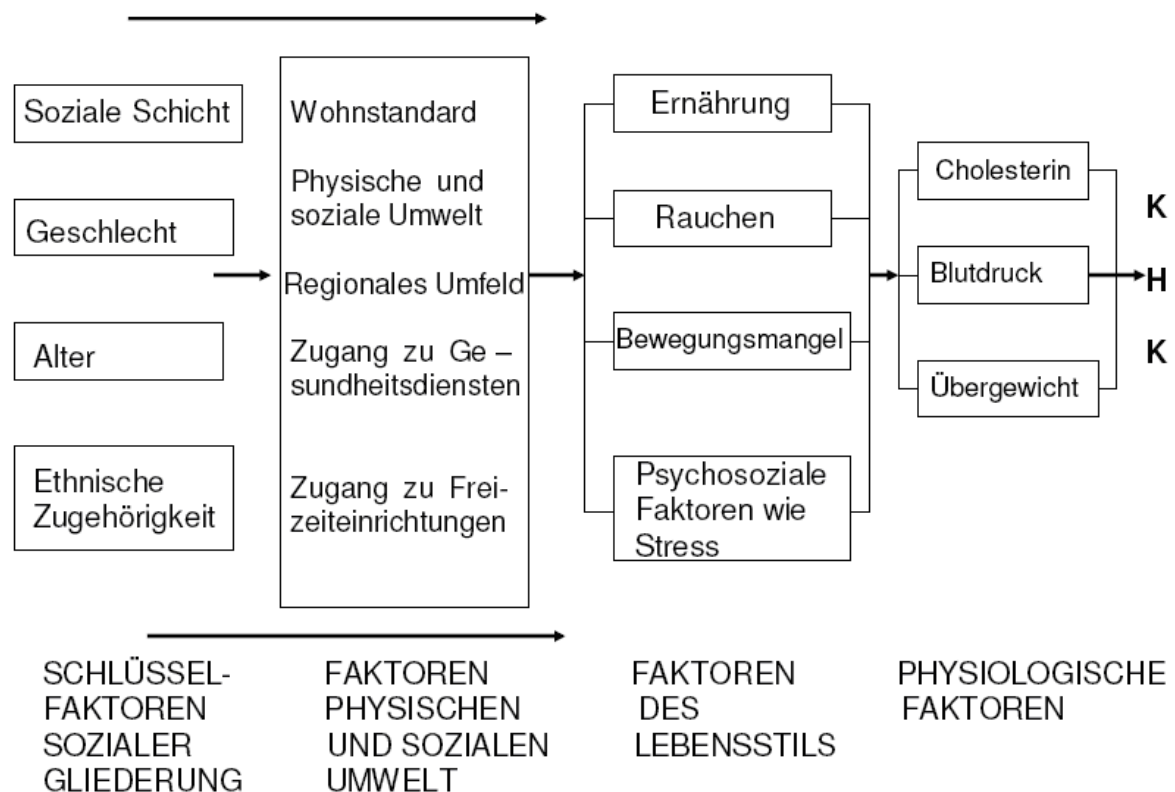 Soziale Schicht
Geschlecht
Alter
Ethnische
Zugehörigkeit
Wohnstandard
Physische und
soziale Umwelt
Regionales Umfeld
Zugang zu Ge –
sundheitsdiensten
Zugang zu Frei-
zeiteinrichtungen
Ernährung
Rauchen
Bewegungsmangel
Psychosoziale
Faktoren wie
Stress
Cholesterin
Blutdruck
Übergewicht
K
H
K
SCHLÜSSEL-
FAKTOREN
SOZIALER
GLIEDERUNG
FAKTOREN
PHYSISCHEN
UND SOZIALEN
UMWELT
FAKTOREN
DES
LEBENSSTILS
PHYSIOLOGISCHE
FAKTOREN